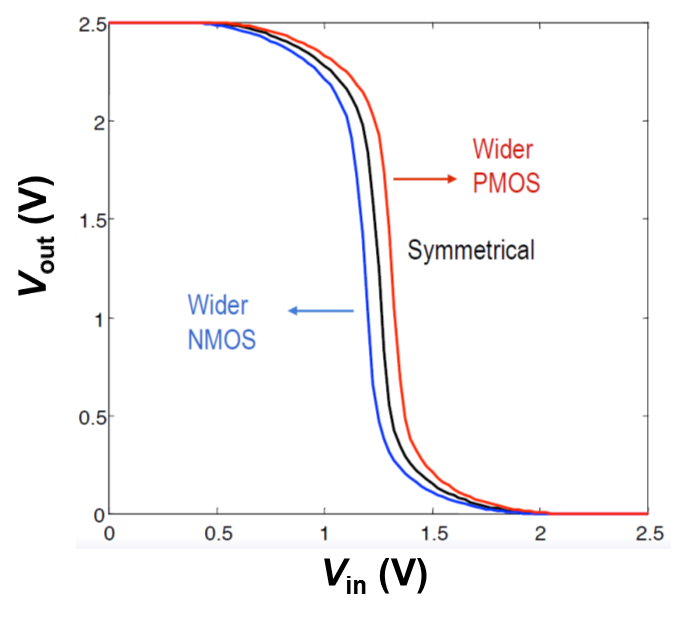 2.5
2
1.5
1
0.5
0
Vout (V)
Wider
PMOS
Symmetrical
Wider
NMOS
0
0.5
1
1.5
2
2.5
Vin (V)